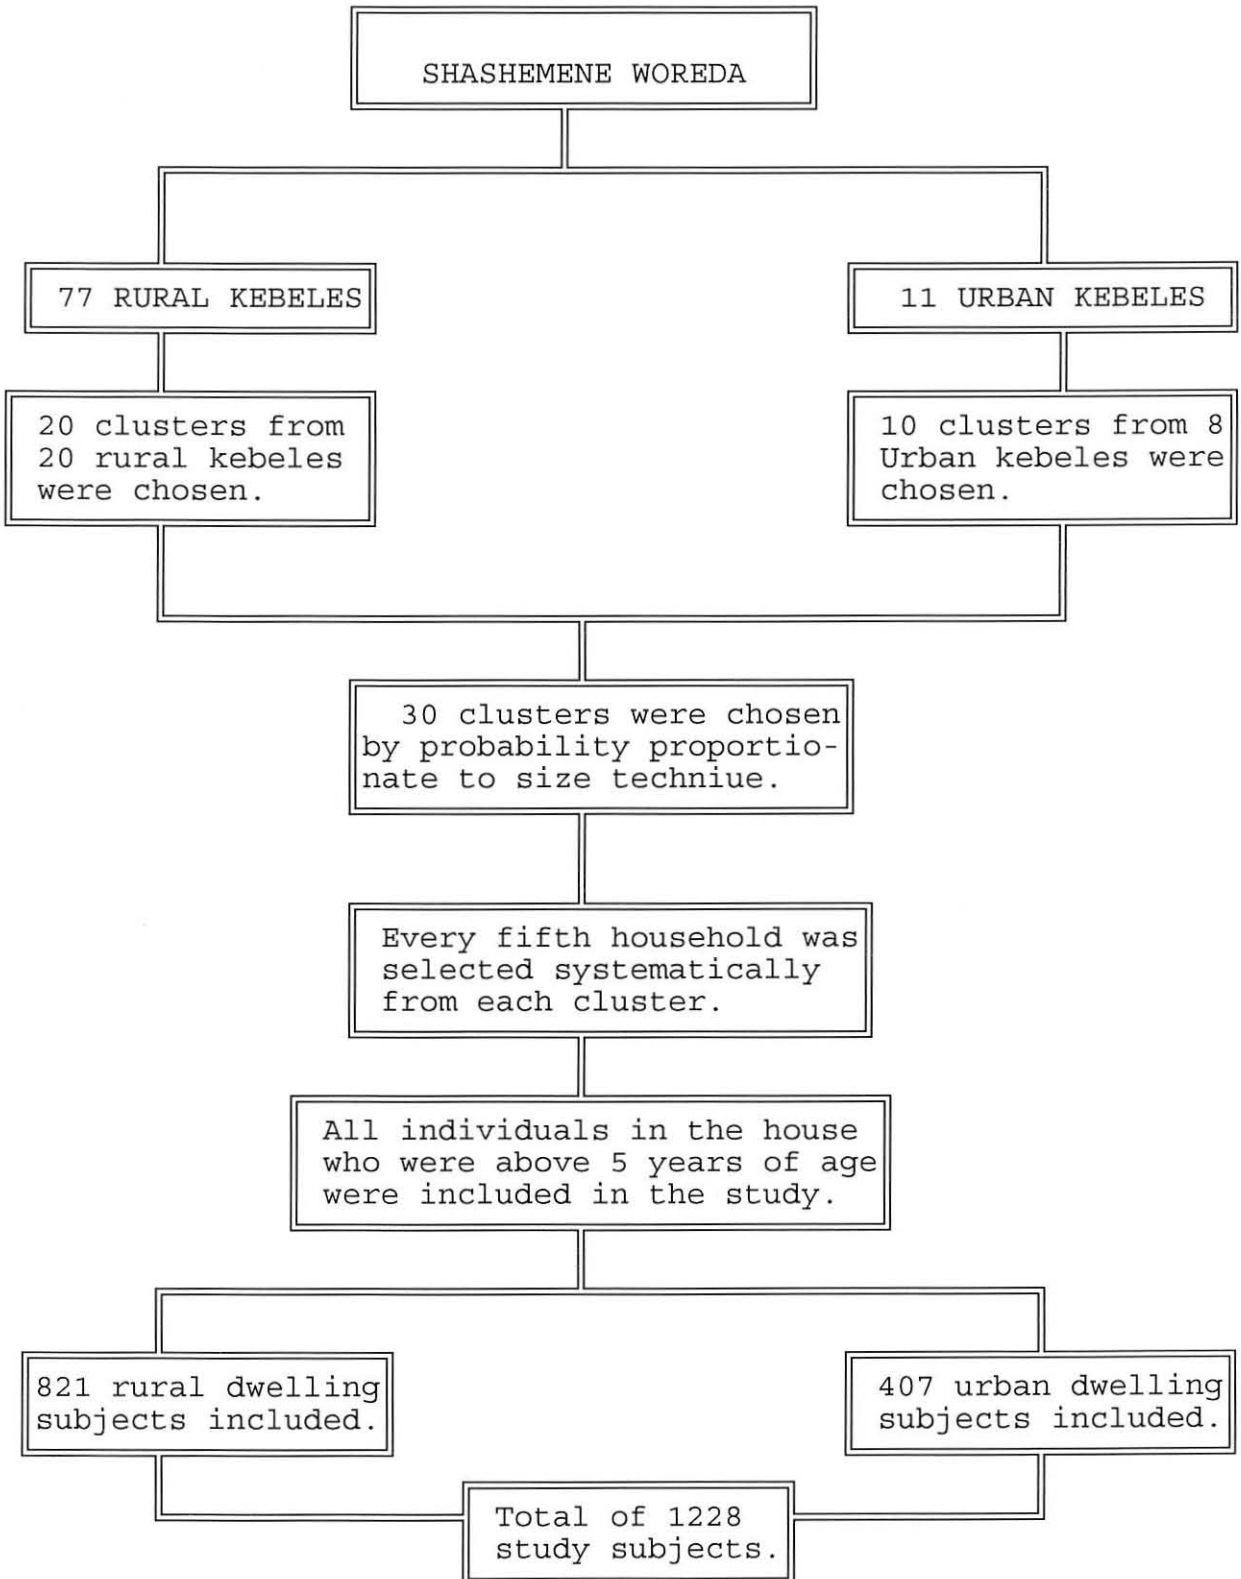 SHASHEMENE WOREDA
77 RURAL KEBELES
11 URBAN KEBELES
20 clusters from
20 rural kebeles
were chosen.
10 clusters from 8
Urban kebeles were
chosen.
30 clusters were chosen
by probability proportio-
nate to size techniue.
Every fifth household was
selected systematically
from each cluster.
All individuals in the house
who were above 5 years of age
were included in the study.
821 rural dwelling
subjects included.
407 urban dwelling
subjects included.
Total of 1228
study subjects.